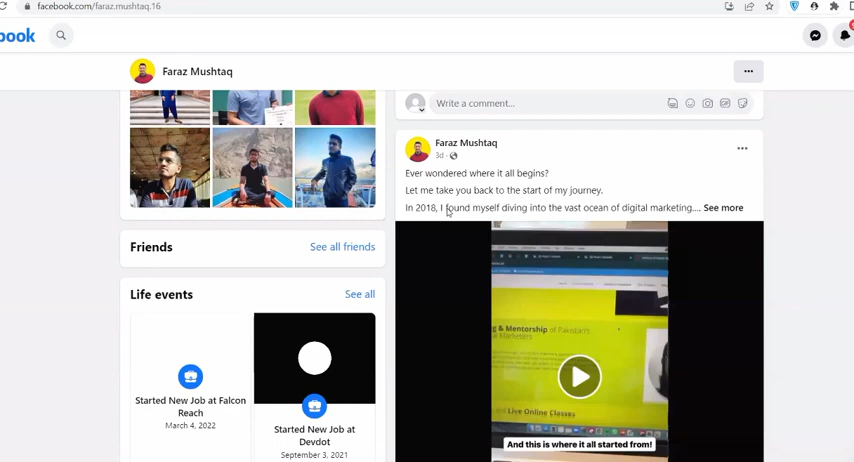 facebook.com/faraz.mushtaq.16
book
Faraz Mushtaq
Write a comment...
Faraz Mushtaq
3d
Ever wondered where it all begins?
Let me take you back to the start of my journey.
In 2018, I found myself diving into the vast ocean of digital marketing.... See more
Friends
See all friends
Life events
See all
Started New Job at Falcon
Reach
March 4, 2022
Started New Job at
Devdot
September 3, 2021
g & Mentorship of Pakistan's
Live Online Classes
And this is where it all started from!